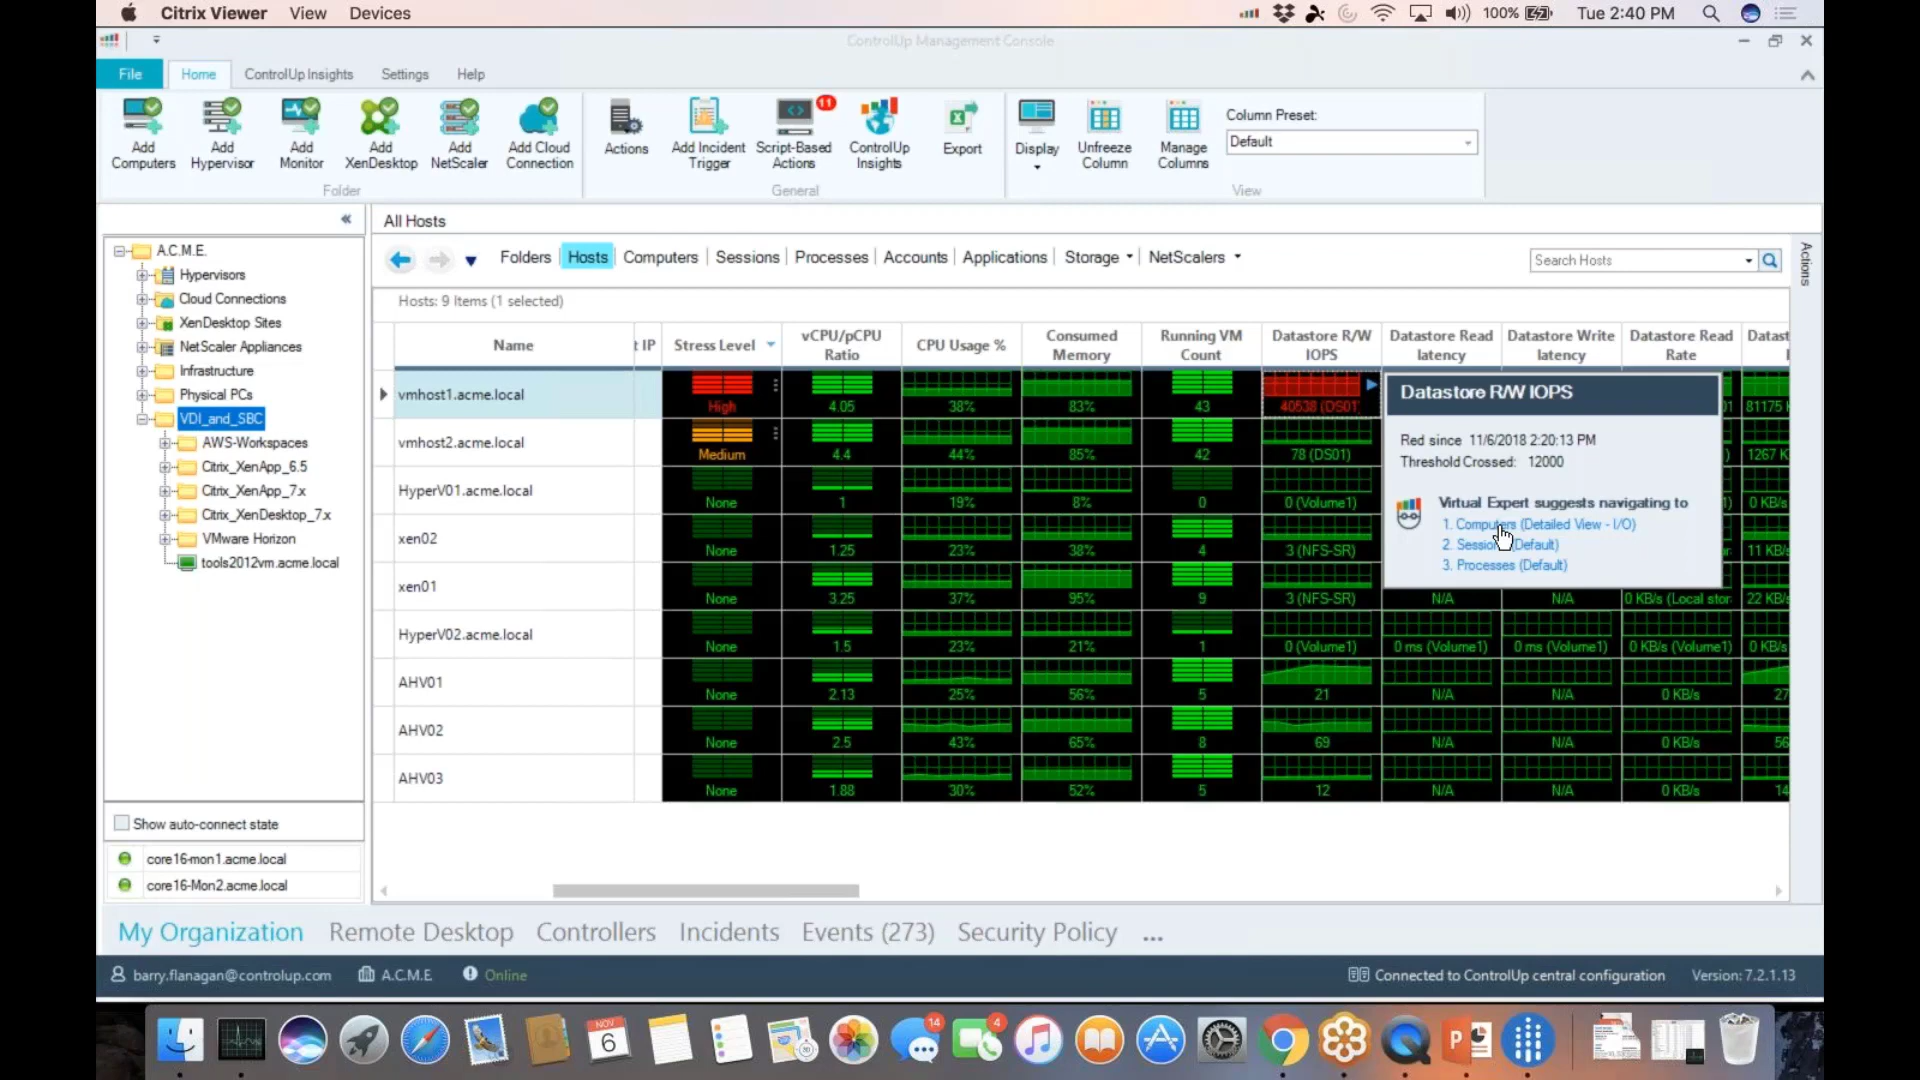 Citrix Viewer View Devices
100% Tue 2:40 PM
ControlUp Management Console
File Home ControlUp Insights Settings Help
Add Computers
Add Hypervisor
Add Monitor
Add XenDesktop
Add NetScaler
Add Cloud Connection
Folder
Actions
Add Incident Trigger
Script-Based Actions
11
ControlUp Insights
Export
General
Display
Unfreeze Column
Manage Columns
Column Preset:
Default
View
A.C.M.E.
Hypervisors
Cloud Connections
XenDesktop Sites
NetScaler Appliances
Infrastructure
Physical PCs
VDI_and_SBC
AWS-Workspaces
Citrix_XenApp_6.5
Citrix_XenApp_7.x
Citrix_XenDesktop_7.x
VMware Horizon
tools2012vm.acme.local
Show auto-connect state
core16-mon1.acme.local
core16-Mon2.acme.local
All Hosts
Folders Hosts Computers Sessions Processes Accounts Applications Storage NetScalers
Search Hosts
Actions
Hosts: 9 Items (1 selected)
Name t IP Stress Level vCPU/pCPU Ratio CPU Usage % Consumed Memory Running VM Count Datastore R/W IOPS Datastore Read latency Datastore Write latency Datastore Read Rate Datast
vmhost1.acme.local High 4.05 38% 83% 43 40538 (DS01) 81175 K
vmhost2.acme.local Medium 4.4 44% 85% 42 78 (DS01) 1267 K
HyperV01.acme.local None 1 19% 8% 0 0 (Volume1) 0 KB/s
xen02 None 1.25 23% 38% 4 3 (NFS-SR) 11 KB/s
xen01 None 3.25 37% 95% 9 3 (NFS-SR) N/A N/A 0 KB/s (Local stor 22 KB/s
HyperV02.acme.local None 1.5 23% 21% 1 0 (Volume1) 0 ms (Volume1) 0 ms (Volume1) 0 KB/s (Volume1) 0 KB/s
AHV01 None 2.13 25% 56% 5 21 N/A N/A 0 KB/s 27
AHV02 None 2.5 43% 65% 8 69 N/A N/A 0 KB/s 56
AHV03 None 1.88 30% 52% 5 12 N/A N/A 0 KB/s 14
Datastore R/W IOPS
Red since 11/6/2018 2:20:13 PM
Threshold Crossed: 12000
Virtual Expert suggests navigating to
1. Computers (Detailed View - I/O)
2. Sessions (Default)
3. Processes (Default)
My Organization Remote Desktop Controllers Incidents Events (273) Security Policy ...
barry.flanagan@controlup.com A.C.M.E. Online
Connected to ControlUp central configuration Version: 7.2.1.13
NOV
6
14
4